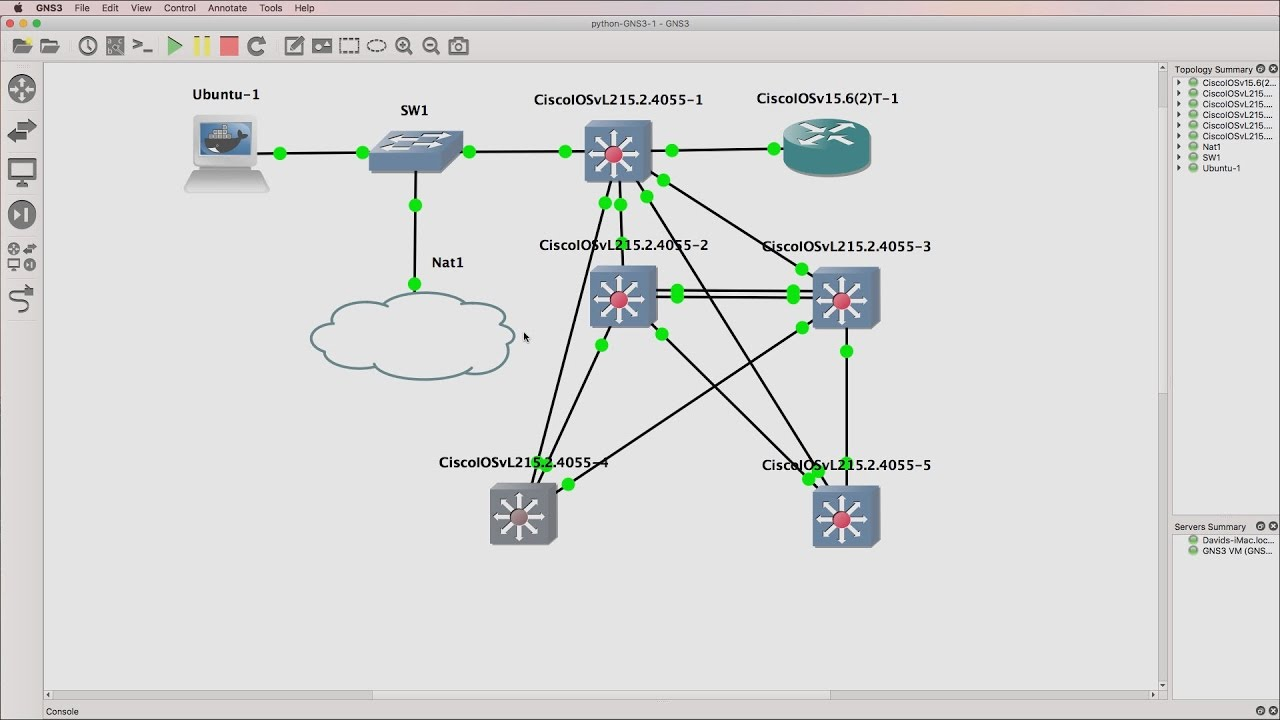 GNS3 File Edit View Control Annotate Tools Help
python-GNS3-1 - GNS3
Topology Summary
CiscoIOSv15.6(2...
CiscoIOSvL215....
CiscoIOSvL215....
CiscoIOSvL215....
CiscoIOSvL215....
CiscoIOSvL215....
Nat1
SW1
Ubuntu-1
Ubuntu-1
SW1
CiscoIOSvL215.2.4055-1
CiscoIOSv15.6(2)T-1
CiscoIOSvL215.2.4055-2
CiscoIOSvL215.2.4055-3
Nat1
CiscoIOSvL215.2.4055-4
CiscoIOSvL215.2.4055-5
Servers Summary
Davids-iMac.loc...
GNS3 VM (GNS...
Console